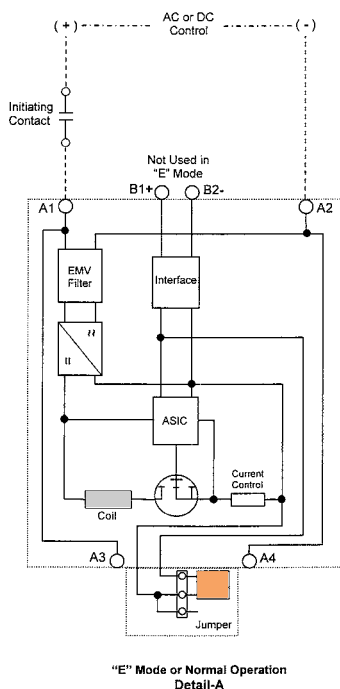 AC or DC
Control
(+)
(-)
Initiating
Contact
Not Used in
"E" Mode
B1+
B2-
A1
A2
EMV
Filter
Interface
≈
=
ASIC
Current
Control
Coil
A3
A4
Jumper
"E" Mode or Normal Operation
Detail-A